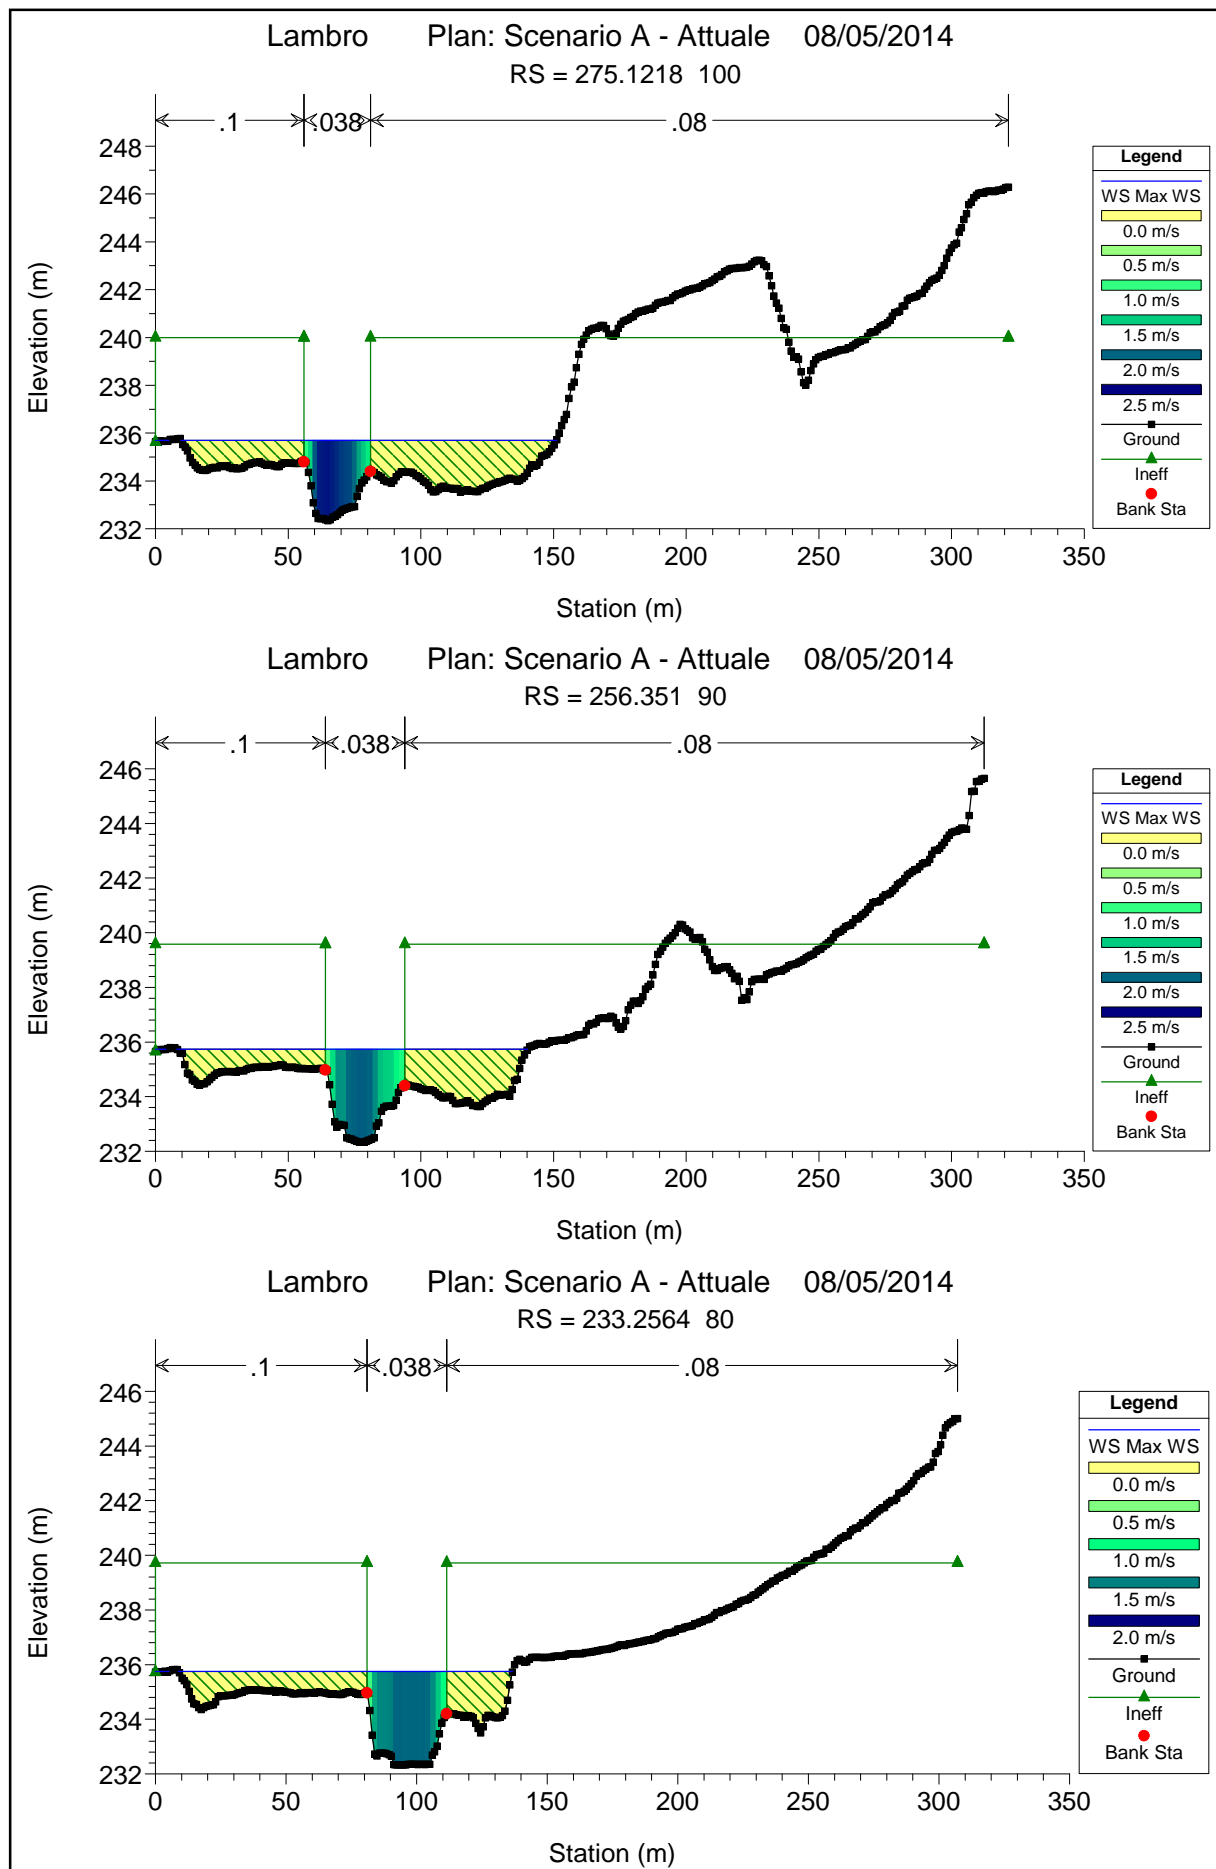 Lambro Plan: Scenario A - Attuale 08/05/2014
RS = 275.1218 100
.1 .038 .08
248
246
244
242
240
238
236
234
232
0 50 100 150 200 250 300 350
Station (m)
Elevation (m)
Legend
WS Max WS
0.0 m/s
0.5 m/s
1.0 m/s
1.5 m/s
2.0 m/s
2.5 m/s
Ground
Ineff
Bank Sta
Lambro Plan: Scenario A - Attuale 08/05/2014
RS = 256.351 90
.1 .038 .08
246
244
242
240
238
236
234
232
0 50 100 150 200 250 300 350
Station (m)
Elevation (m)
Legend
WS Max WS
0.0 m/s
0.5 m/s
1.0 m/s
1.5 m/s
2.0 m/s
2.5 m/s
Ground
Ineff
Bank Sta
Lambro Plan: Scenario A - Attuale 08/05/2014
RS = 233.2564 80
.1 .038 .08
246
244
242
240
238
236
234
232
0 50 100 150 200 250 300 350
Station (m)
Elevation (m)
Legend
WS Max WS
0.0 m/s
0.5 m/s
1.0 m/s
1.5 m/s
2.0 m/s
Ground
Ineff
Bank Sta